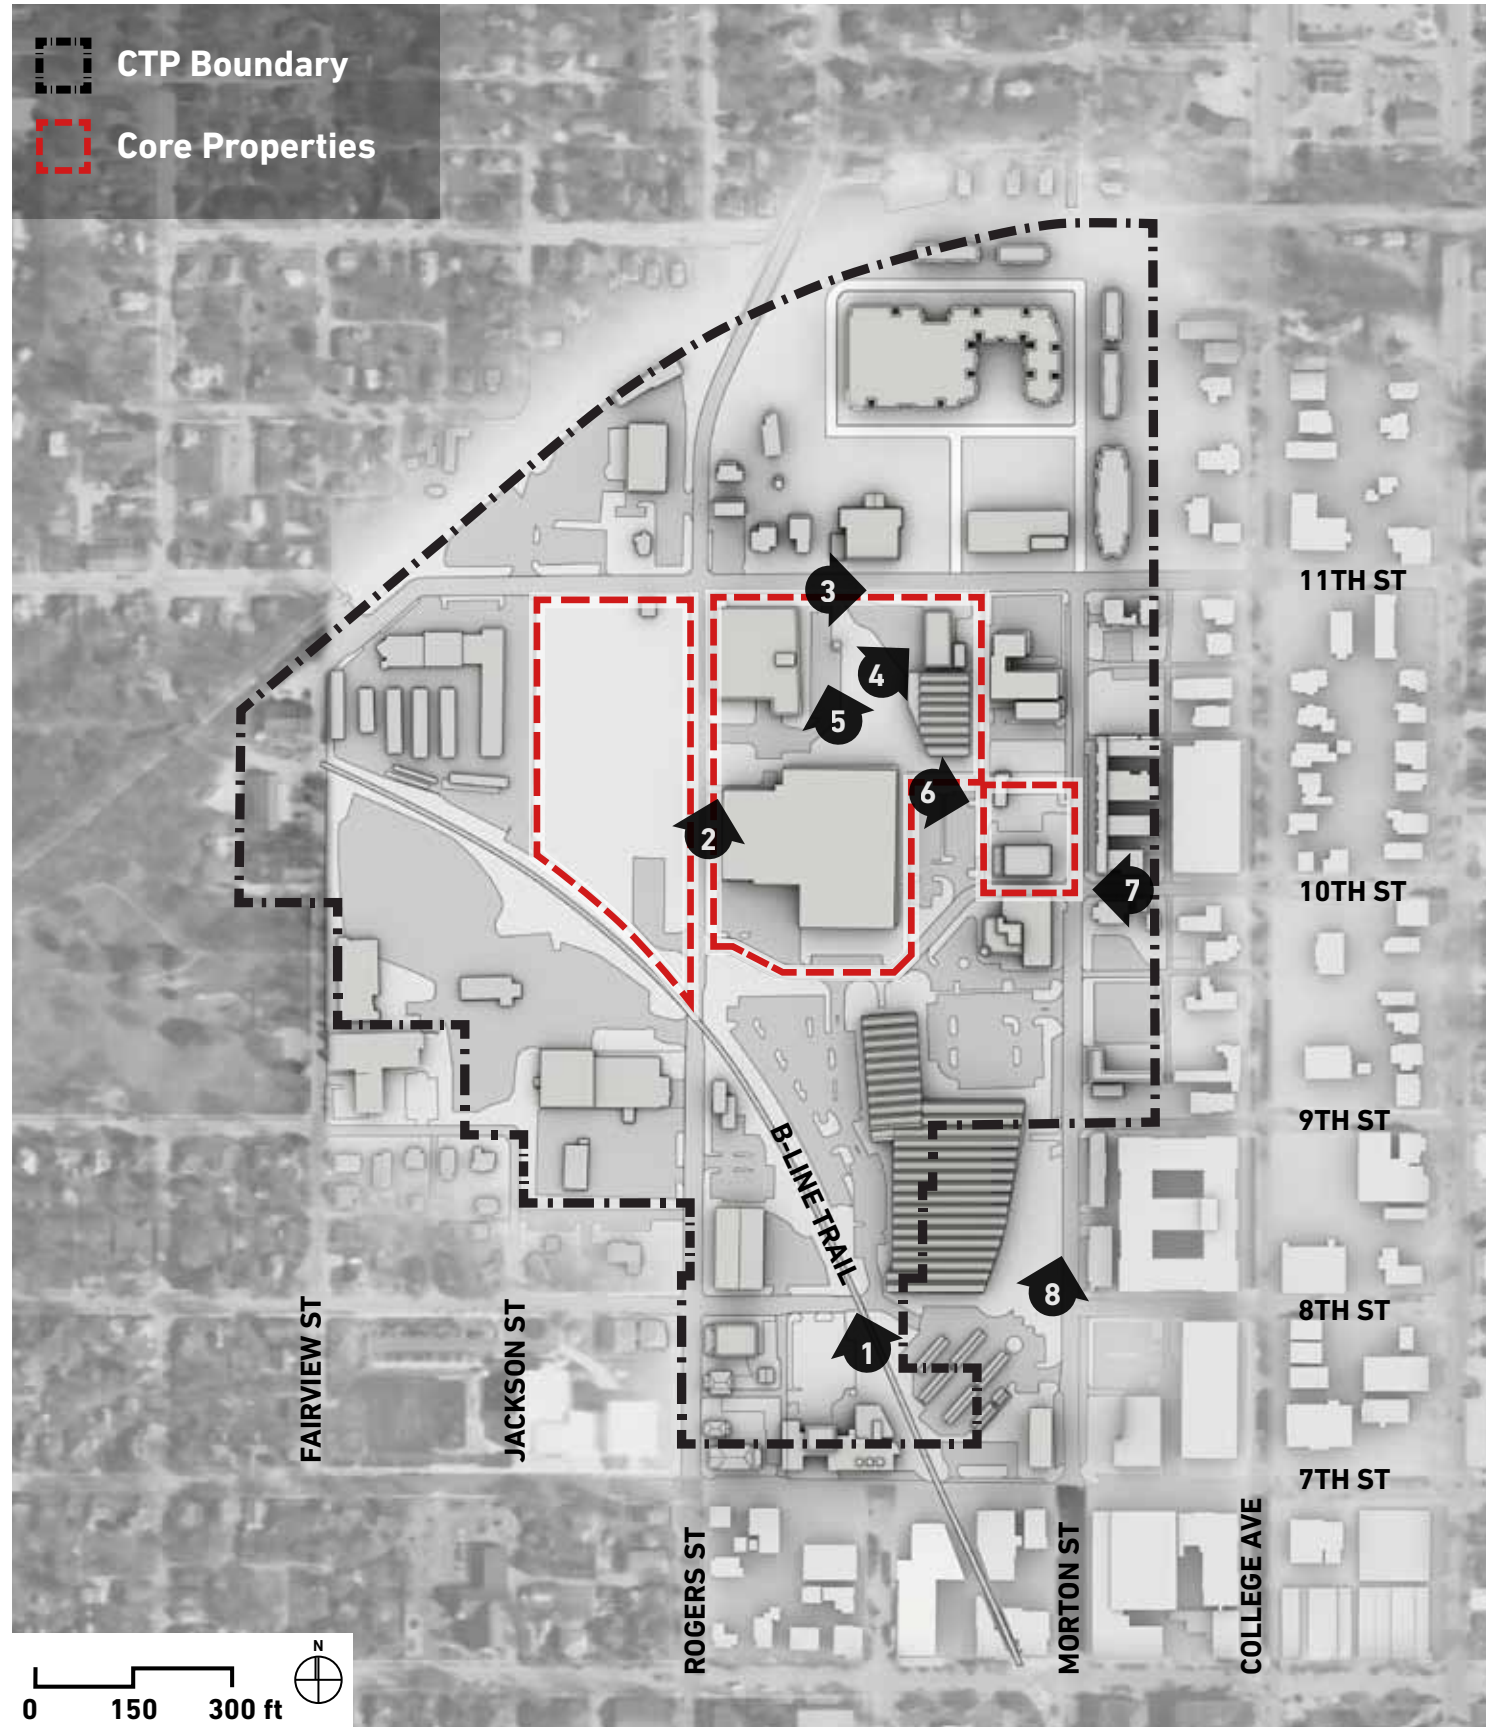 CTP Boundary
Core Properties
11TH ST
3
4
5
6
2
7
10TH ST
9TH ST
B-LINE TRAIL
8
8TH ST
1
FAIRVIEW ST
JACKSON ST
7TH ST
ROGERS ST
MORTON ST
COLLEGE AVE
N
0 150 300 ft